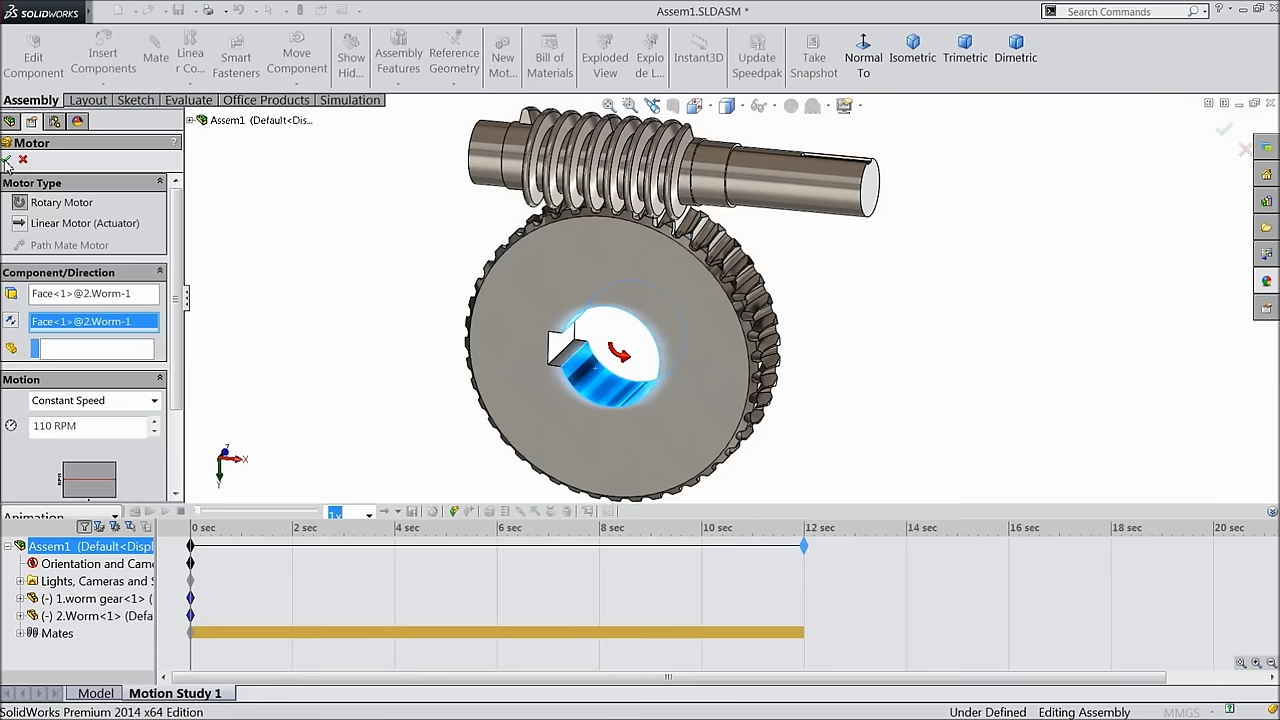 SOLIDWORKS
Assem1.SLDASM *
Search Commands
Edit Component
Insert Components
Mate
Linea r Co...
Smart Fasteners
Move Component
Show Hid...
Assembly Features
Reference Geometry
New Mot...
Bill of Materials
Exploded View
Explo de L...
Instant3D
Update Speedpak
Take Snapshot
Normal To
Isometric
Trimetric
Dimetric
Assembly Layout Sketch Evaluate Office Products Simulation
Assem1 (Default<Dis...
Motor ?
Motor Type
Rotary Motor
Linear Motor (Actuator)
Path Mate Motor
Component/Direction
Face<1>@2.Worm-1
Face<1>@2.Worm-1
Motion
Constant Speed
110 RPM
Z
X
Y
Animation
1x
0 sec 2 sec 4 sec 6 sec 8 sec 10 sec 12 sec 14 sec 16 sec 18 sec 20 sec
Assem1 (Default<Displ
Orientation and Came
Lights, Cameras and S
(-) 1.worm gear<1> (
(-) 2.Worm<1> (Defa
Mates
Model Motion Study 1
SolidWorks Premium 2014 x64 Edition
Under Defined Editing Assembly MMGS